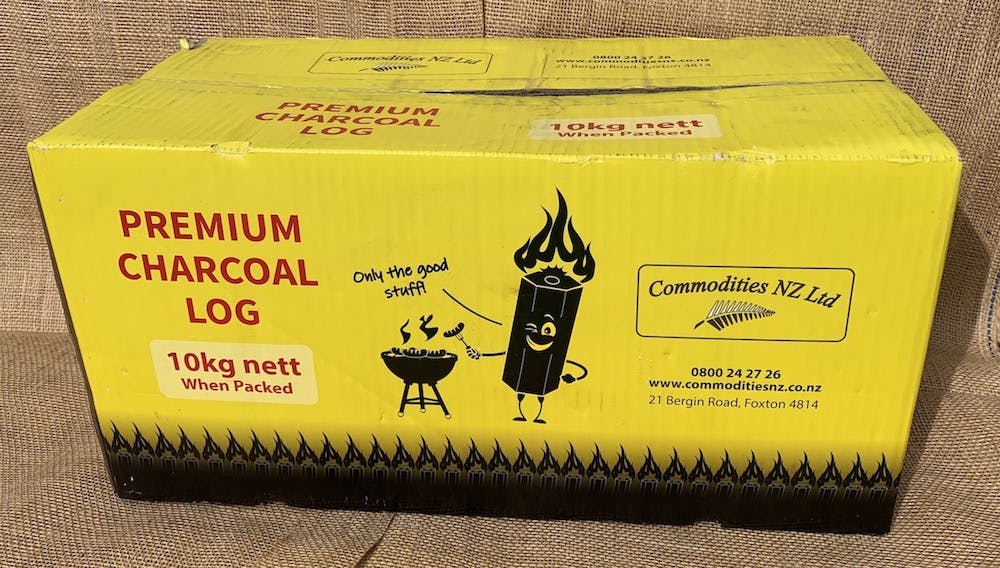 Commodities NZ Ltd
0800 24 27 26
www.commoditiesnz.co.nz
21 Bergin Road, Foxton 4814
PREMIUM
CHARCOAL
LOG
10kg nett
When Packed
PREMIUM
CHARCOAL
LOG
10kg nett
When Packed
Only the good
stuff!
Commodities NZ Ltd
0800 24 27 26
www.commoditiesnz.co.nz
21 Bergin Road, Foxton 4814